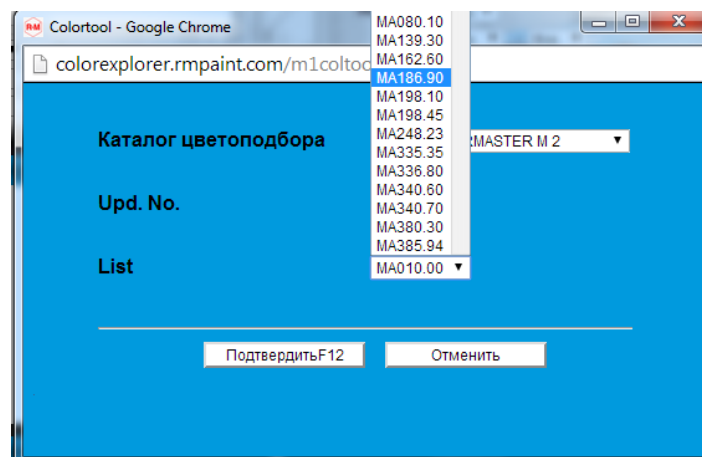 RM Colortool - Google Chrome
colorexplorer.rmpaint.com/m1coltoo
MA080.10
MA139.30
MA162.60
MA186.90
MA198.10
MA198.45
MA248.23
MA335.35
MA336.80
MA340.60
MA340.70
MA380.30
MA385.94
Каталог цветоподбора
RMASTER M 2
Upd. No.
List
MA010.00
ПодтвердитьF12
Отменить